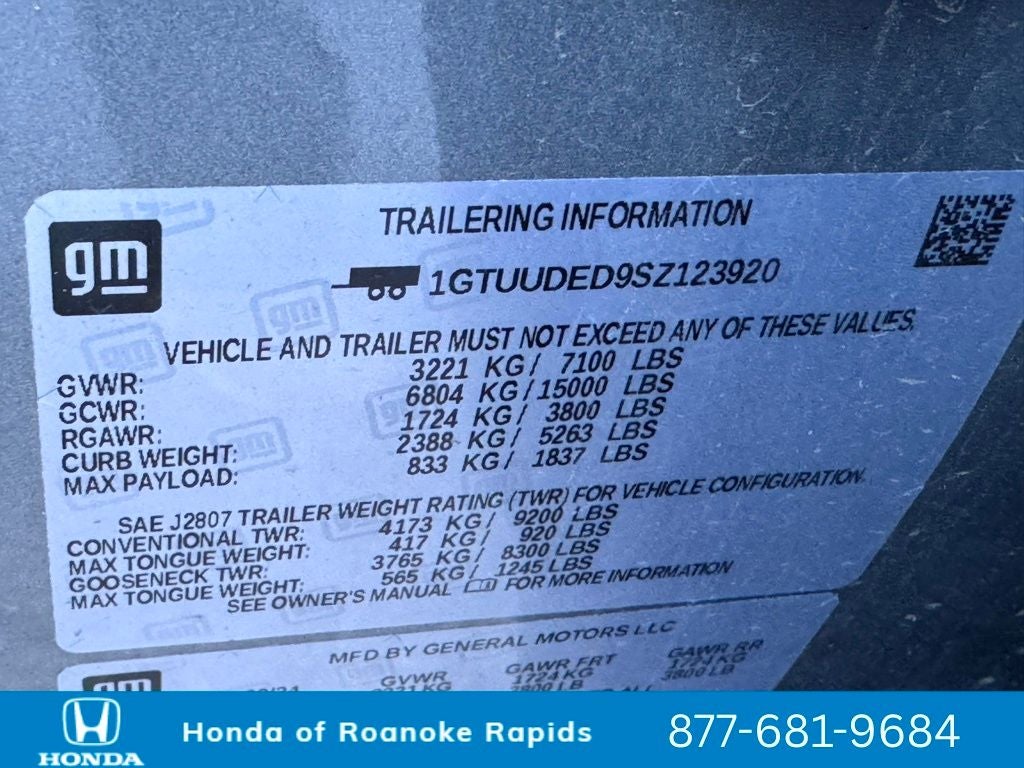 gm
TRAILERING INFORMATION
1GTUUDED9SZ123920
VEHICLE AND TRAILER MUST NOT EXCEED ANY OF THESE VALUES.
GVWR: 3221 KG / 7100 LBS
GCWR: 6804 KG / 15000 LBS
RGAWR: 1724 KG / 3800 LBS
CURB WEIGHT: 2388 KG / 5263 LBS
MAX PAYLOAD: 833 KG / 1837 LBS
SAE J2807 TRAILER WEIGHT RATING (TWR) FOR VEHICLE CONFIGURATION.
CONVENTIONAL TWR: 4173 KG / 9200 LBS
MAX TONGUE WEIGHT: 417 KG / 920 LBS
GOOSENECK TWR: 3765 KG / 8300 LBS
MAX TONGUE WEIGHT: 565 KG / 1245 LBS
SEE OWNER'S MANUAL FOR MORE INFORMATION
MFD BY GENERAL MOTORS LLC
GVWR GAWR FRT GAWR RR
1724 KG 1724 KG
3800 LB
HONDA
Honda of Roanoke Rapids
877-681-9684